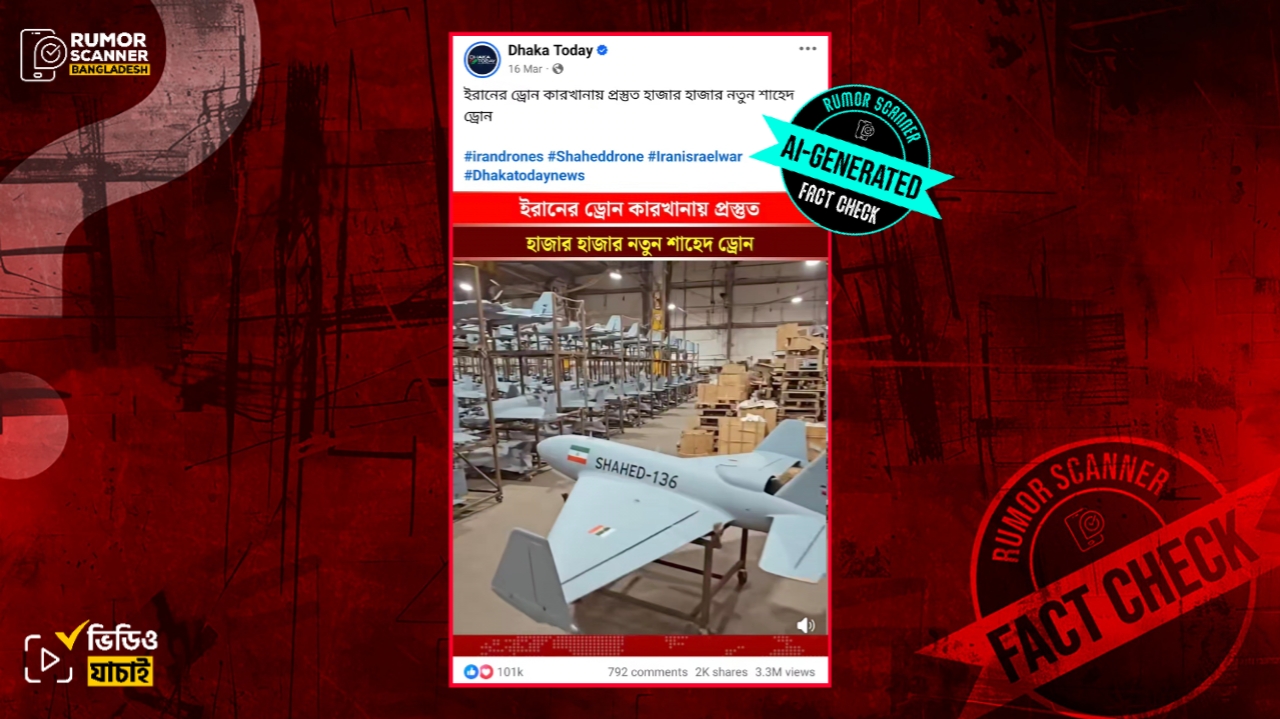 RUMOR
SCANNER
BANGLADESH
Dhaka Today
16 Mar
ইরানের ড্রোন কারখানায় প্রস্তুত হাজার হাজার নতুন শাহেদ
ড্রোন
#irandrones #Shaheddrone #Iranisraelwar
#Dhakatodaynews
RUMOR SCANNER
AI-GENERATED
FACT CHECK
ইরানের ড্রোন কারখানায় প্রস্তুত
হাজার হাজার নতুন শাহেদ ড্রোন
SHAHED-136
RUMOR SCANNER
FACT CHECK
ভিডিও
যাচাই
101k
792 comments 2K shares 3.3M views